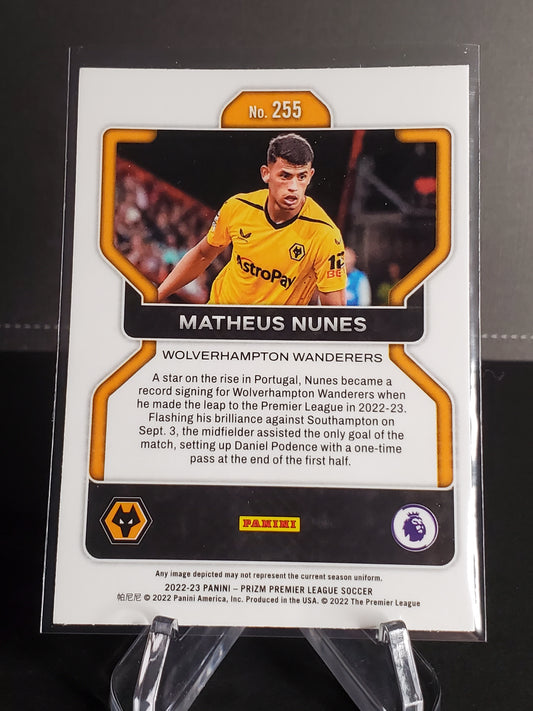 No. 255
AstroPay
MATHEUS NUNES
WOLVERHAMPTON WANDERERS
A star on the rise in Portugal, Nunes became a
record signing for Wolverhampton Wanderers when
he made the leap to the Premier League in 2022-23.
Flashing his brilliance against Southampton on
Sept. 3, the midfielder assisted the only goal of the
match, setting up Daniel Podence with a one-time
pass at the end of the first half.
PANINI
Any image depicted may not represent the current season uniform.
2022-23 PANINI – PRIZM PREMIER LEAGUE SOCCER
帕尼尼 © 2022 Panini America, Inc. Produced in the USA. © 2022 The Premier League